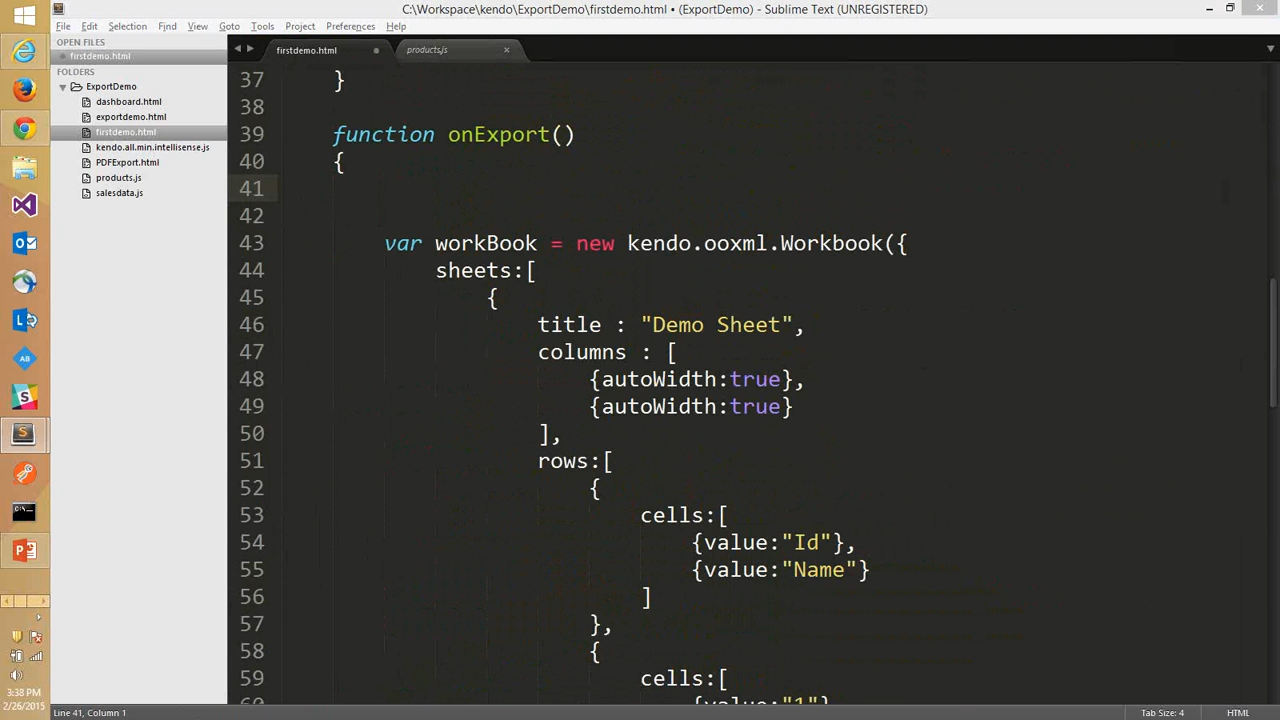 C:\Workspace\kendo\ExportDemo\firstdemo.html • (ExportDemo) - Sublime Text (UNREGISTERED)
File Edit Selection Find View Goto Tools Project Preferences Help
OPEN FILES
firstdemo.html
FOLDERS
ExportDemo
dashboard.html
exportdemo.html
firstdemo.html
kendo.all.min.intellisense.js
PDFExport.html
products.js
salesdata.js
firstdemo.html products.js
37 }
38
39 function onExport()
40 {
41
42
43 var workBook = new kendo.ooxml.Workbook({
44 sheets:[
45 {
46 title : "Demo Sheet",
47 columns : [
48 {autoWidth:true},
49 {autoWidth:true}
50 ],
51 rows:[
52 {
53 cells:[
54 {value:"Id"},
55 {value:"Name"}
56 ]
57 },
58 {
59 cells:[
60 {value:"1"}
3:38 PM
2/26/2015
Line 41, Column 1 Tab Size: 4 HTML